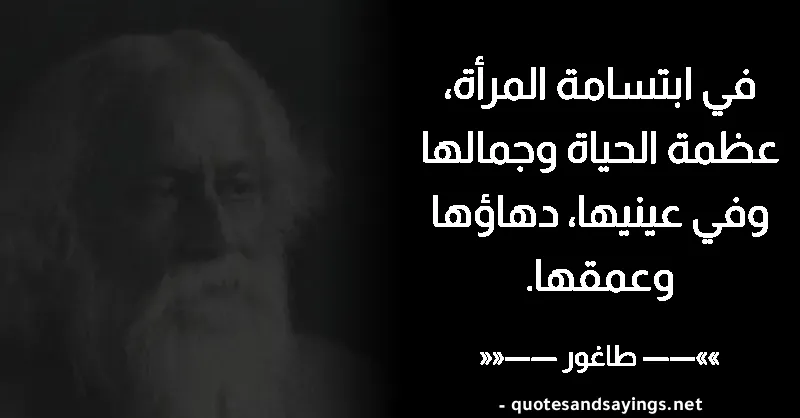 في ابتسامة المرأة،
عظمة الحياة وجمالها
وفي عينيها، دهاؤها
وعمقها.
»»—— طاغور ——««
- quotesandsayings.net